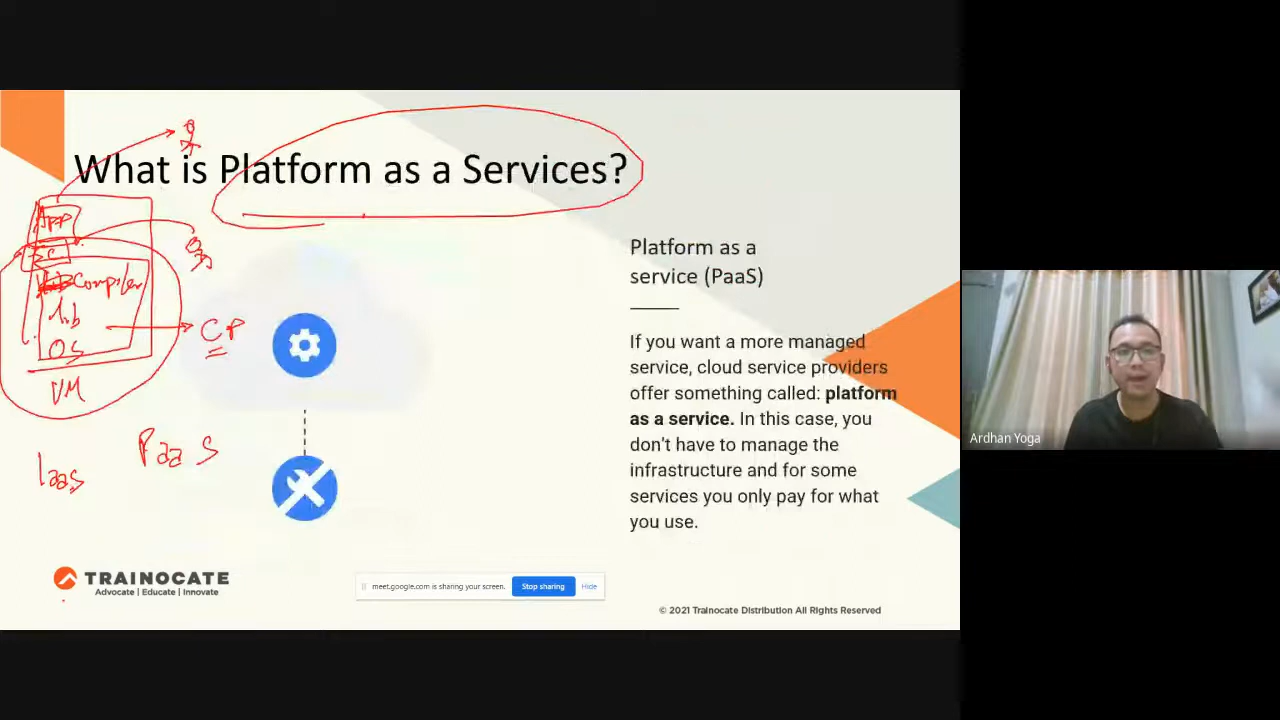 What is Platform as a Services?
App
SC
Compiler
Lib
OS
VM
CP
PaaS
IaaS
Platform as a
service (PaaS)
If you want a more managed
service, cloud service providers
offer something called: platform
as a service. In this case, you
don't have to manage the
infrastructure and for some
services you only pay for what
you use.
Ardhan Yoga
TRAINOCATE
Advocate | Educate | Innovate
meet.google.com is sharing your screen.
Stop sharing
Hide
© 2021 Trainocate Distribution All Rights Reserved